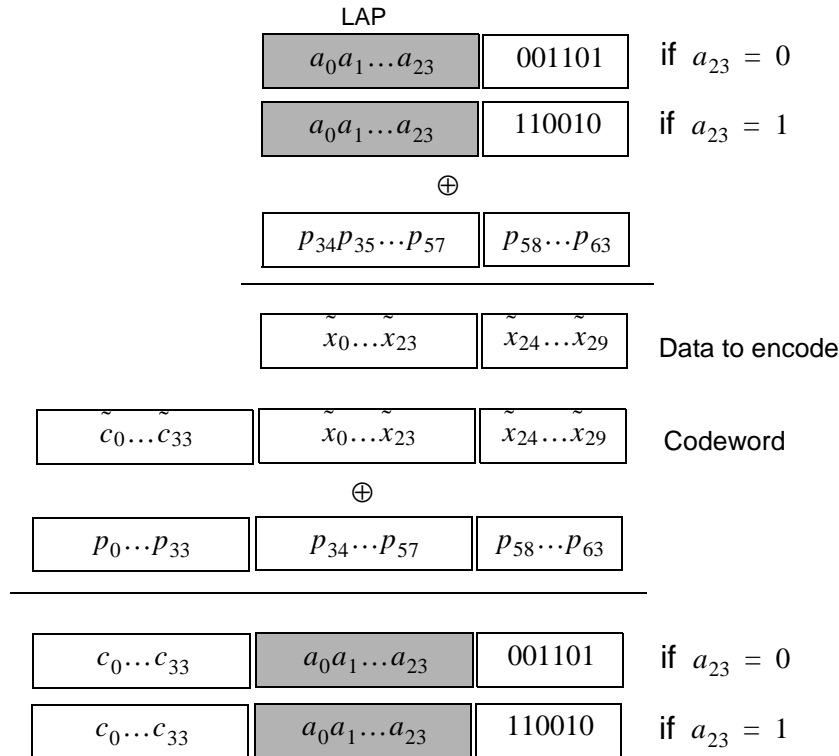 LAP
a₀a₁…a₂₃ 001101 if a₂₃ = 0
a₀a₁…a₂₃ 110010 if a₂₃ = 1
⊕
p₃₄p₃₅…p₅₇ p₅₈…p₆₃
x̃₀…x̃₂₃ x̃₂₄…x̃₂₉ Data to encode
c̃₀…c̃₃₃ x̃₀…x̃₂₃ x̃₂₄…x̃₂₉ Codeword
⊕
p₀…p₃₃ p₃₄…p₅₇ p₅₈…p₆₃
c₀…c₃₃ a₀a₁…a₂₃ 001101 if a₂₃ = 0
c₀…c₃₃ a₀a₁…a₂₃ 110010 if a₂₃ = 1